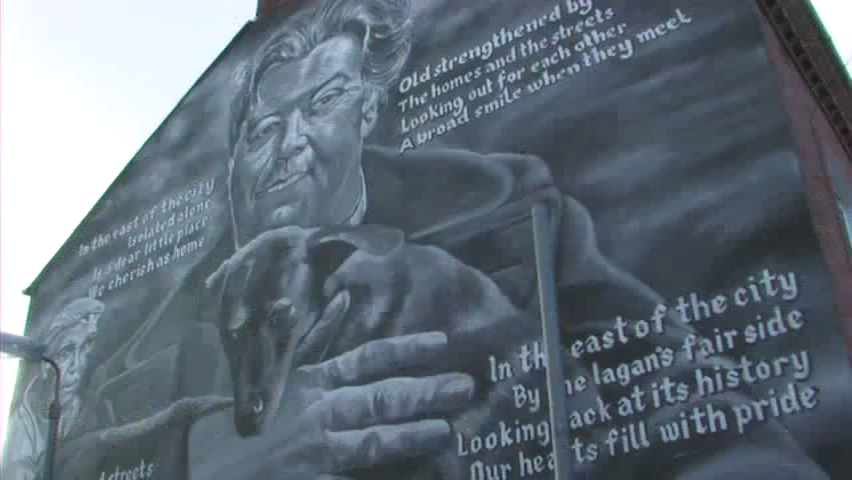 Old strengthened by
The homes and the streets
Looking out for each other
A broad smile when they meet
In the east of the city
Isolated alone
Is a dear little place
We cherish as home
In th east of the city
By he lagan's fair side
Looking ack at its history
Our hea ts fill with pride
d streets